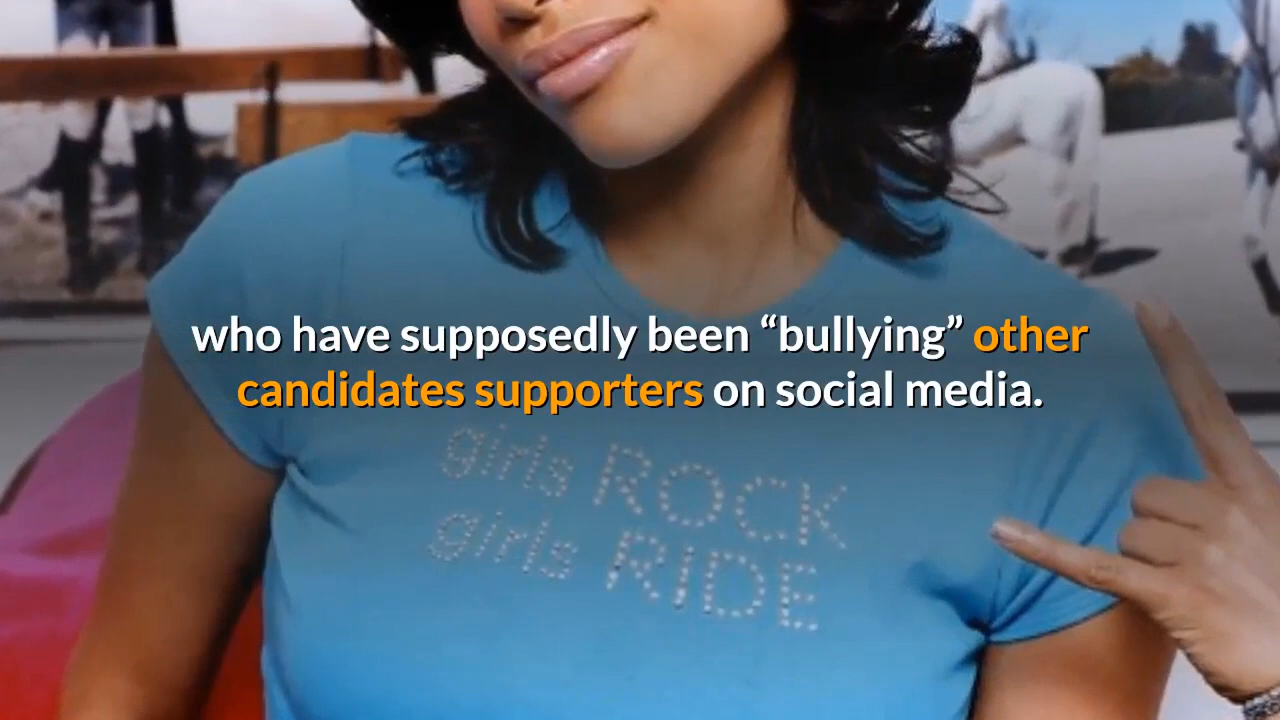 who have supposedly been “bullying” other
candidates supporters on social media.
girls ROCK
girls RIDE